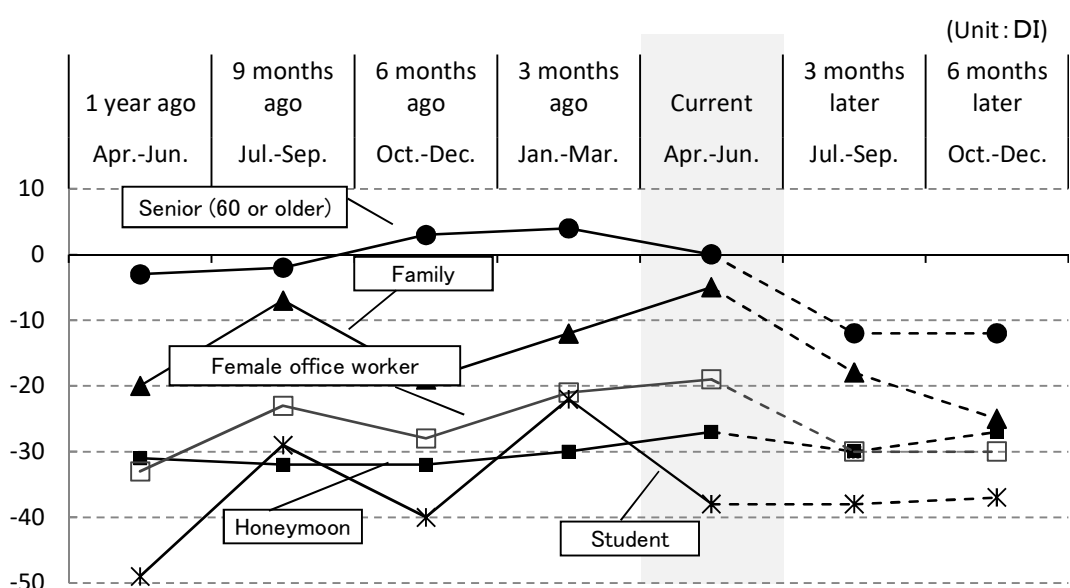 (Unit：DI)
1 year ago
9 months ago
6 months ago
3 months ago
Current
3 months later
6 months later
Apr.-Jun.
Jul.-Sep.
Oct.-Dec.
Jan.-Mar.
Apr.-Jun.
Jul.-Sep.
Oct.-Dec.
10
Senior (60 or older)
0
Family
-10
Female office worker
-20
-30
-40
Honeymoon
Student
-50